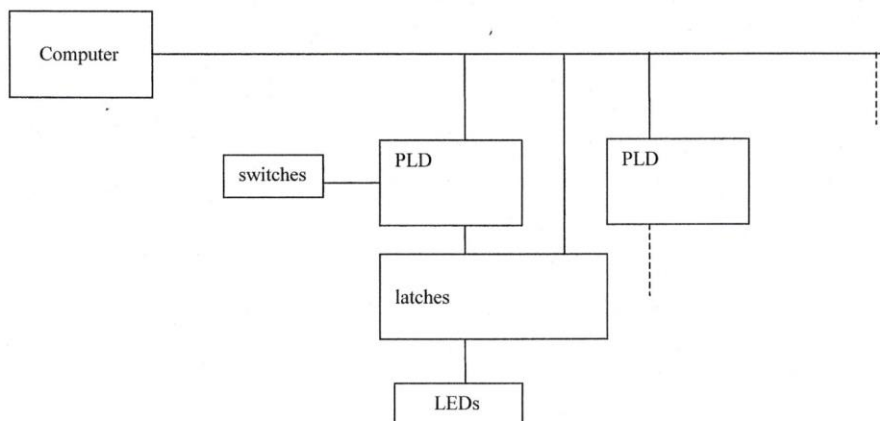 Computer
switches
PLD
PLD
latches
LEDs